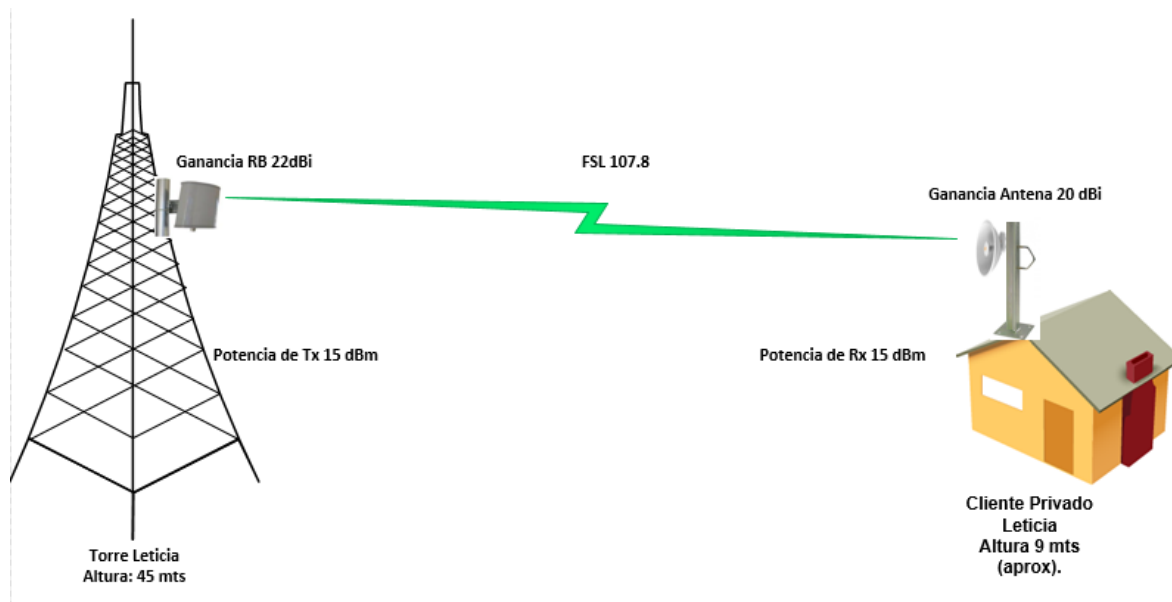 Ganancia RB 22dBi
FSL 107.8
Ganancia Antena 20 dBi
Potencia de Tx 15 dBm
Potencia de Rx 15 dBm
Torre Leticia
Altura: 45 mts
Cliente Privado
Leticia
Altura 9 mts
(aprox).